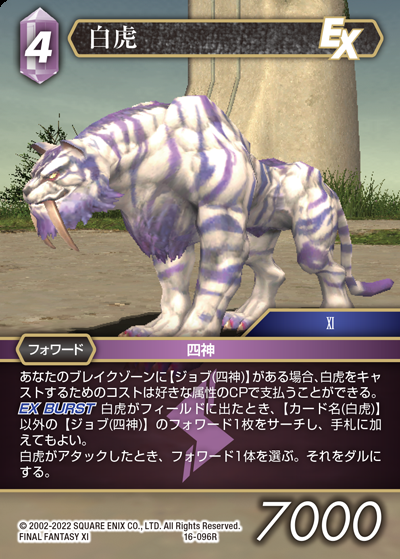 4
白虎
EX
XI
フォワード
四神
あなたのブレイクゾーンに【ジョブ(四神)】がある場合、白虎をキャ
ストするためのコストは好きな属性のCPで支払うことができる。
EX BURST 白虎がフィールドに出たとき、【カード名(白虎)】
以外の【ジョブ(四神)】のフォワード1枚をサーチし、手札に加
えてもよい。
白虎がアタックしたとき、フォワード1体を選ぶ。それをダルに
する。
© 2002-2022 SQUARE ENIX CO., LTD. All Rights Reserved.
FINAL FANTASY XI
16-096R
7000